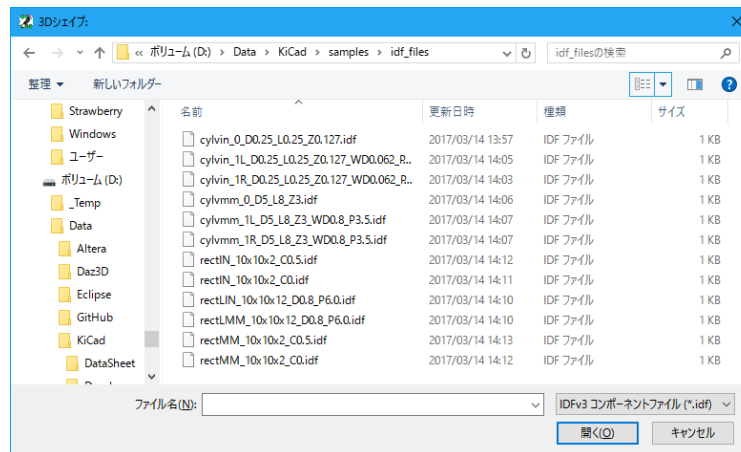 3Dシェイプ:
« ボリューム (D:) › Data › KiCad › samples › idf_files
idf_filesの検索
整理
新しいフォルダー
名前 更新日時 種類 サイズ
Strawberry
Windows
ユーザー
ボリューム (D:)
_Temp
Data
Altera
Daz3D
Eclipse
GitHub
KiCad
DataSheet
cylvin_0_D0.25_L0.25_Z0.127.idf 2017/03/14 13:57 IDF ファイル 1 KB
cylvin_1L_D0.25_L0.25_Z0.127_WD0.062_P... 2017/03/14 14:05 IDF ファイル 1 KB
cylvin_1R_D0.25_L0.25_Z0.127_WD0.062_P... 2017/03/14 14:03 IDF ファイル 1 KB
cylvmm_0_D5_L8_Z3.idf 2017/03/14 14:06 IDF ファイル 1 KB
cylvmm_1L_D5_L8_Z3_WD0.8_P3.5.idf 2017/03/14 14:07 IDF ファイル 1 KB
cylvmm_1R_D5_L8_Z3_WD0.8_P3.5.idf 2017/03/14 14:07 IDF ファイル 1 KB
rectIN_10x10x2_C0.5.idf 2017/03/14 14:12 IDF ファイル 1 KB
rectIN_10x10x2_C0.idf 2017/03/14 14:11 IDF ファイル 1 KB
rectLIN_10x10x12_D0.8_P6.0.idf 2017/03/14 14:10 IDF ファイル 1 KB
rectLMM_10x10x12_D0.8_P6.0.idf 2017/03/14 14:10 IDF ファイル 1 KB
rectMM_10x10x2_C0.5.idf 2017/03/14 14:13 IDF ファイル 1 KB
rectMM_10x10x2_C0.idf 2017/03/14 14:12 IDF ファイル 1 KB
ファイル名(N):
IDFv3 コンポーネントファイル (*.idf)
開く(O)
キャンセル